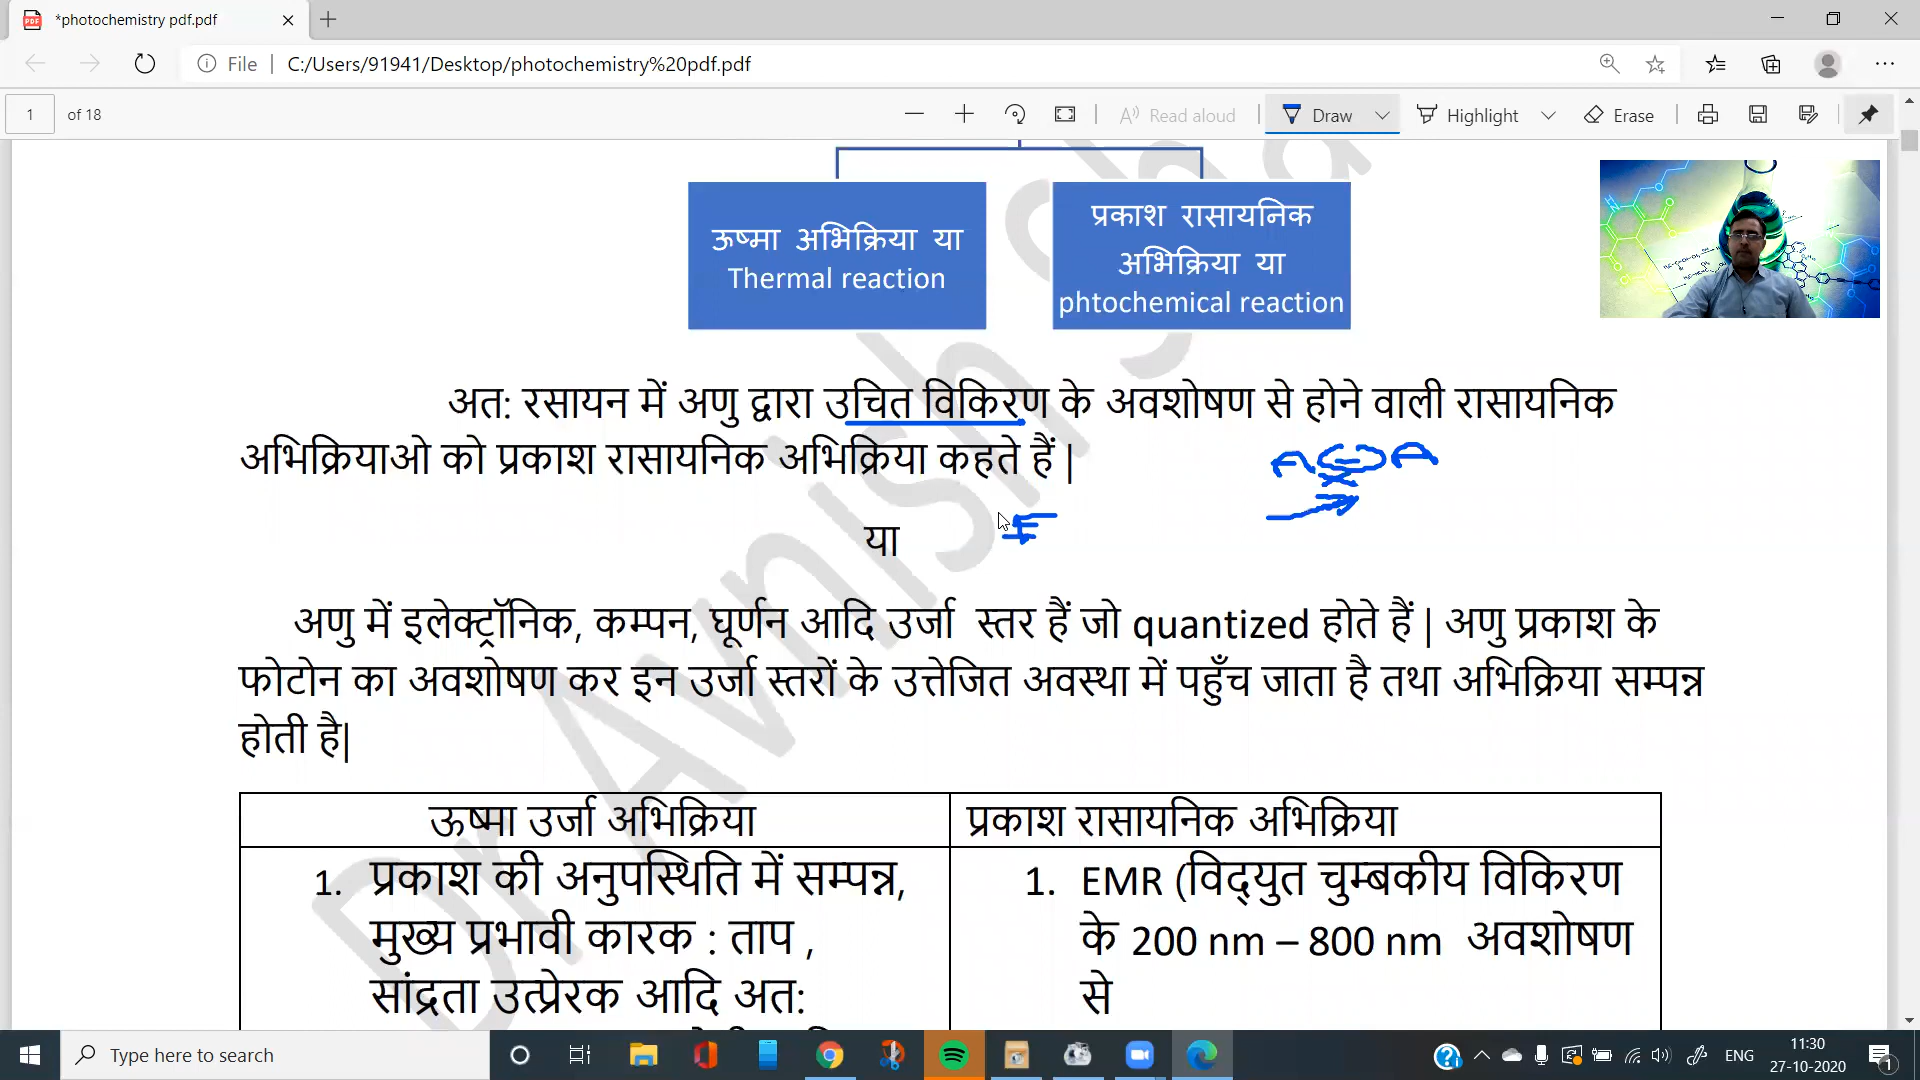 *photochemistry pdf.pdf
File
C:/Users/91941/Desktop/photochemistry%20pdf.pdf
1 of 18
Read aloud
Draw
Highlight
Erase
ऊष्मा अभिक्रिया या
Thermal reaction
प्रकाश रासायनिक
अभिक्रिया या
phtochemical reaction
अत: रसायन में अणु द्वारा उचित विकिरण के अवशोषण से होने वाली रासायनिक
अभिक्रियाओ को प्रकाश रासायनिक अभिक्रिया कहते हैं |
या
अणु में इलेक्ट्रॉनिक, कम्पन, घूर्णन आदि उर्जा स्तर हैं जो quantized होते हैं | अणु प्रकाश के
फोटोन का अवशोषण कर इन उर्जा स्तरों के उत्तेजित अवस्था में पहुँच जाता है तथा अभिक्रिया सम्पन्न
होती है|
ऊष्मा उर्जा अभिक्रिया
प्रकाश रासायनिक अभिक्रिया
1. प्रकाश की अनुपस्थिति में सम्पन्न,
मुख्य प्रभावी कारक : ताप ,
सांद्रता उत्प्रेरक आदि अत:
1. EMR (विद्युत चुम्बकीय विकिरण
के 200 nm – 800 nm अवशोषण
से
Dr Avnish
Type here to search
ENG
11:30
27-10-2020